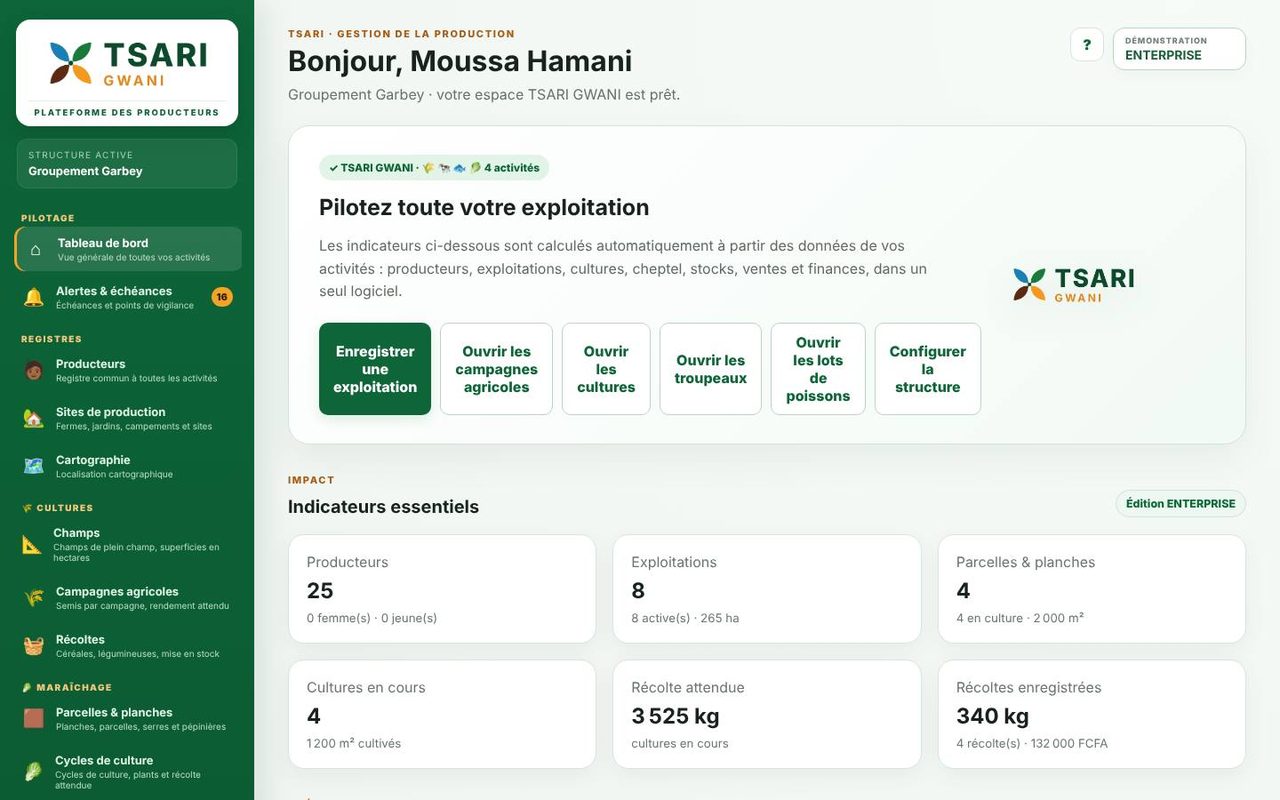 TSARI
GWANI
PLATEFORME DES PRODUCTEURS
STRUCTURE ACTIVE
Groupement Garbey
PILOTAGE
Tableau de bord
Vue générale de toutes vos activités
Alertes & échéances
Échéances et points de vigilance
16
REGISTRES
Producteurs
Registre commun à toutes les activités
Sites de production
Fermes, jardins, campements et sites
Cartographie
Localisation cartographique
CULTURES
Champs
Champs de plein champ, superficies en
hectares
Campagnes agricoles
Semis par campagne, rendement attendu
Récoltes
Céréales, légumineuses, mise en stock
MARAÎCHAGE
Parcelles & planches
Planches, parcelles, serres et pépinières
Cycles de culture
Cycles de culture, plants et récolte
attendue
TSARI · GESTION DE LA PRODUCTION
Bonjour, Moussa Hamani
Groupement Garbey · votre espace TSARI GWANI est prêt.
?
DÉMONSTRATION
ENTERPRISE
✓ TSARI GWANI · 🌾 🐄 🐟 🥬 4 activités
Pilotez toute votre exploitation
Les indicateurs ci-dessous sont calculés automatiquement à partir des données de vos
activités : producteurs, exploitations, cultures, cheptel, stocks, ventes et finances, dans un
seul logiciel.
Enregistrer
une
exploitation
Ouvrir les
campagnes
agricoles
Ouvrir
les
cultures
Ouvrir les
troupeaux
Ouvrir
les lots
de
poissons
Configurer
la
structure
TSARI
GWANI
IMPACT
Indicateurs essentiels
Édition ENTERPRISE
Producteurs
25
0 femme(s) · 0 jeune(s)
Exploitations
8
8 active(s) · 265 ha
Parcelles & planches
4
4 en culture · 2 000 m²
Cultures en cours
4
1 200 m² cultivés
Récolte attendue
3 525 kg
cultures en cours
Récoltes enregistrées
340 kg
4 récolte(s) · 132 000 FCFA